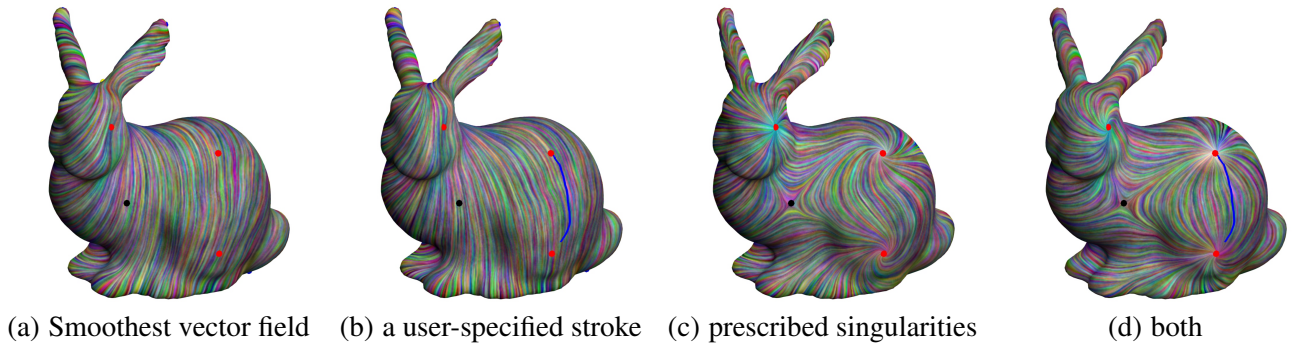 (a) Smoothest vector field (b) a user-specified stroke (c) prescribed singularities (d) both